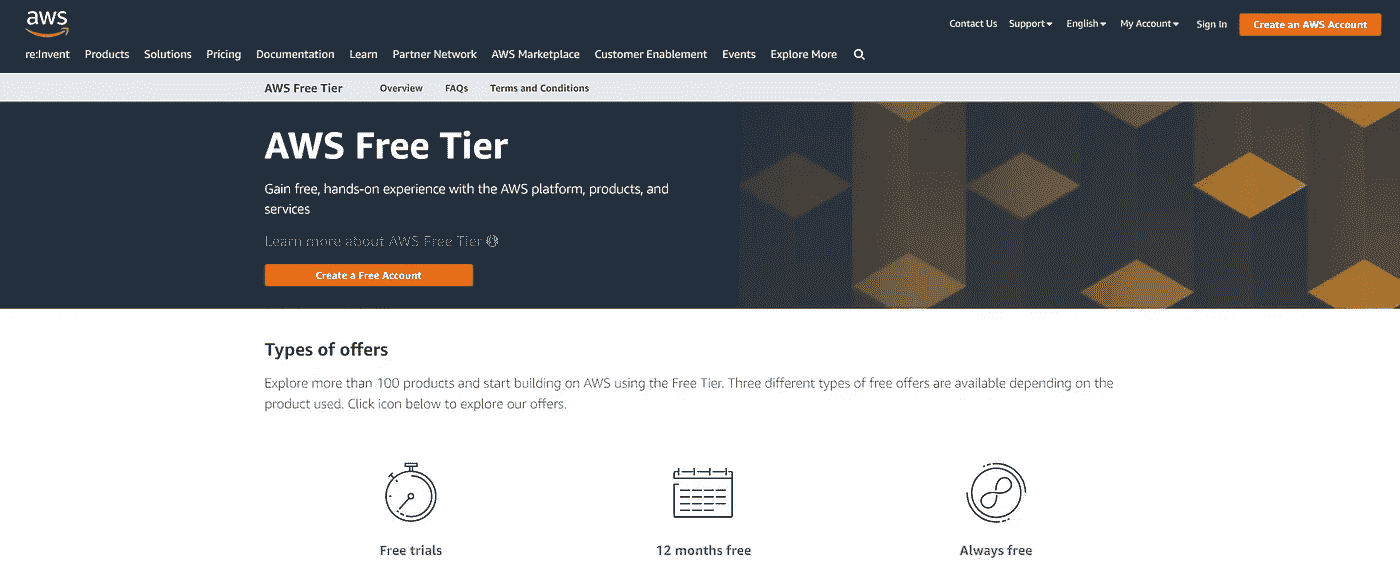 aws
Contact Us Support English My Account Sign In Create an AWS Account
re:Invent Products Solutions Pricing Documentation Learn Partner Network AWS Marketplace Customer Enablement Events Explore More
AWS Free Tier Overview FAQs Terms and Conditions
AWS Free Tier
Gain free, hands-on experience with the AWS platform, products, and
services
Learn more about AWS Free Tier
Create a Free Account
Types of offers
Explore more than 100 products and start building on AWS using the Free Tier. Three different types of free offers are available depending on the
product used. Click icon below to explore our offers.
Free trials 12 months free Always free